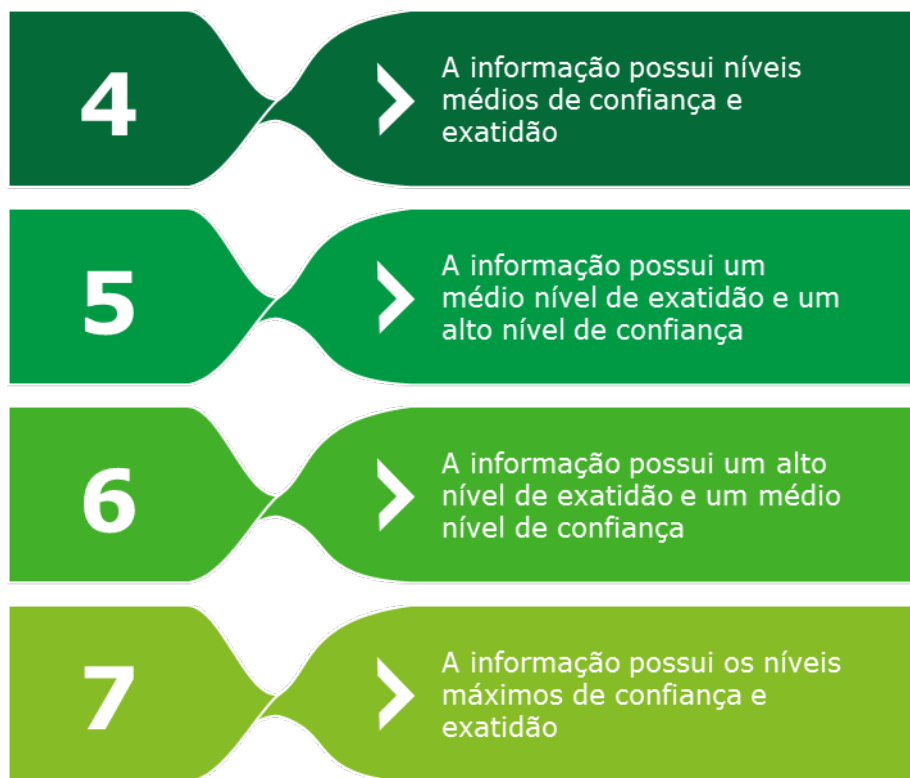 4
A informação possui níveis
médios de confiança e
exatidão
5
A informação possui um
médio nível de exatidão e um
alto nível de confiança
6
A informação possui um alto
nível de exatidão e um médio
nível de confiança
7
A informação possui os níveis
máximos de confiança e
exatidão